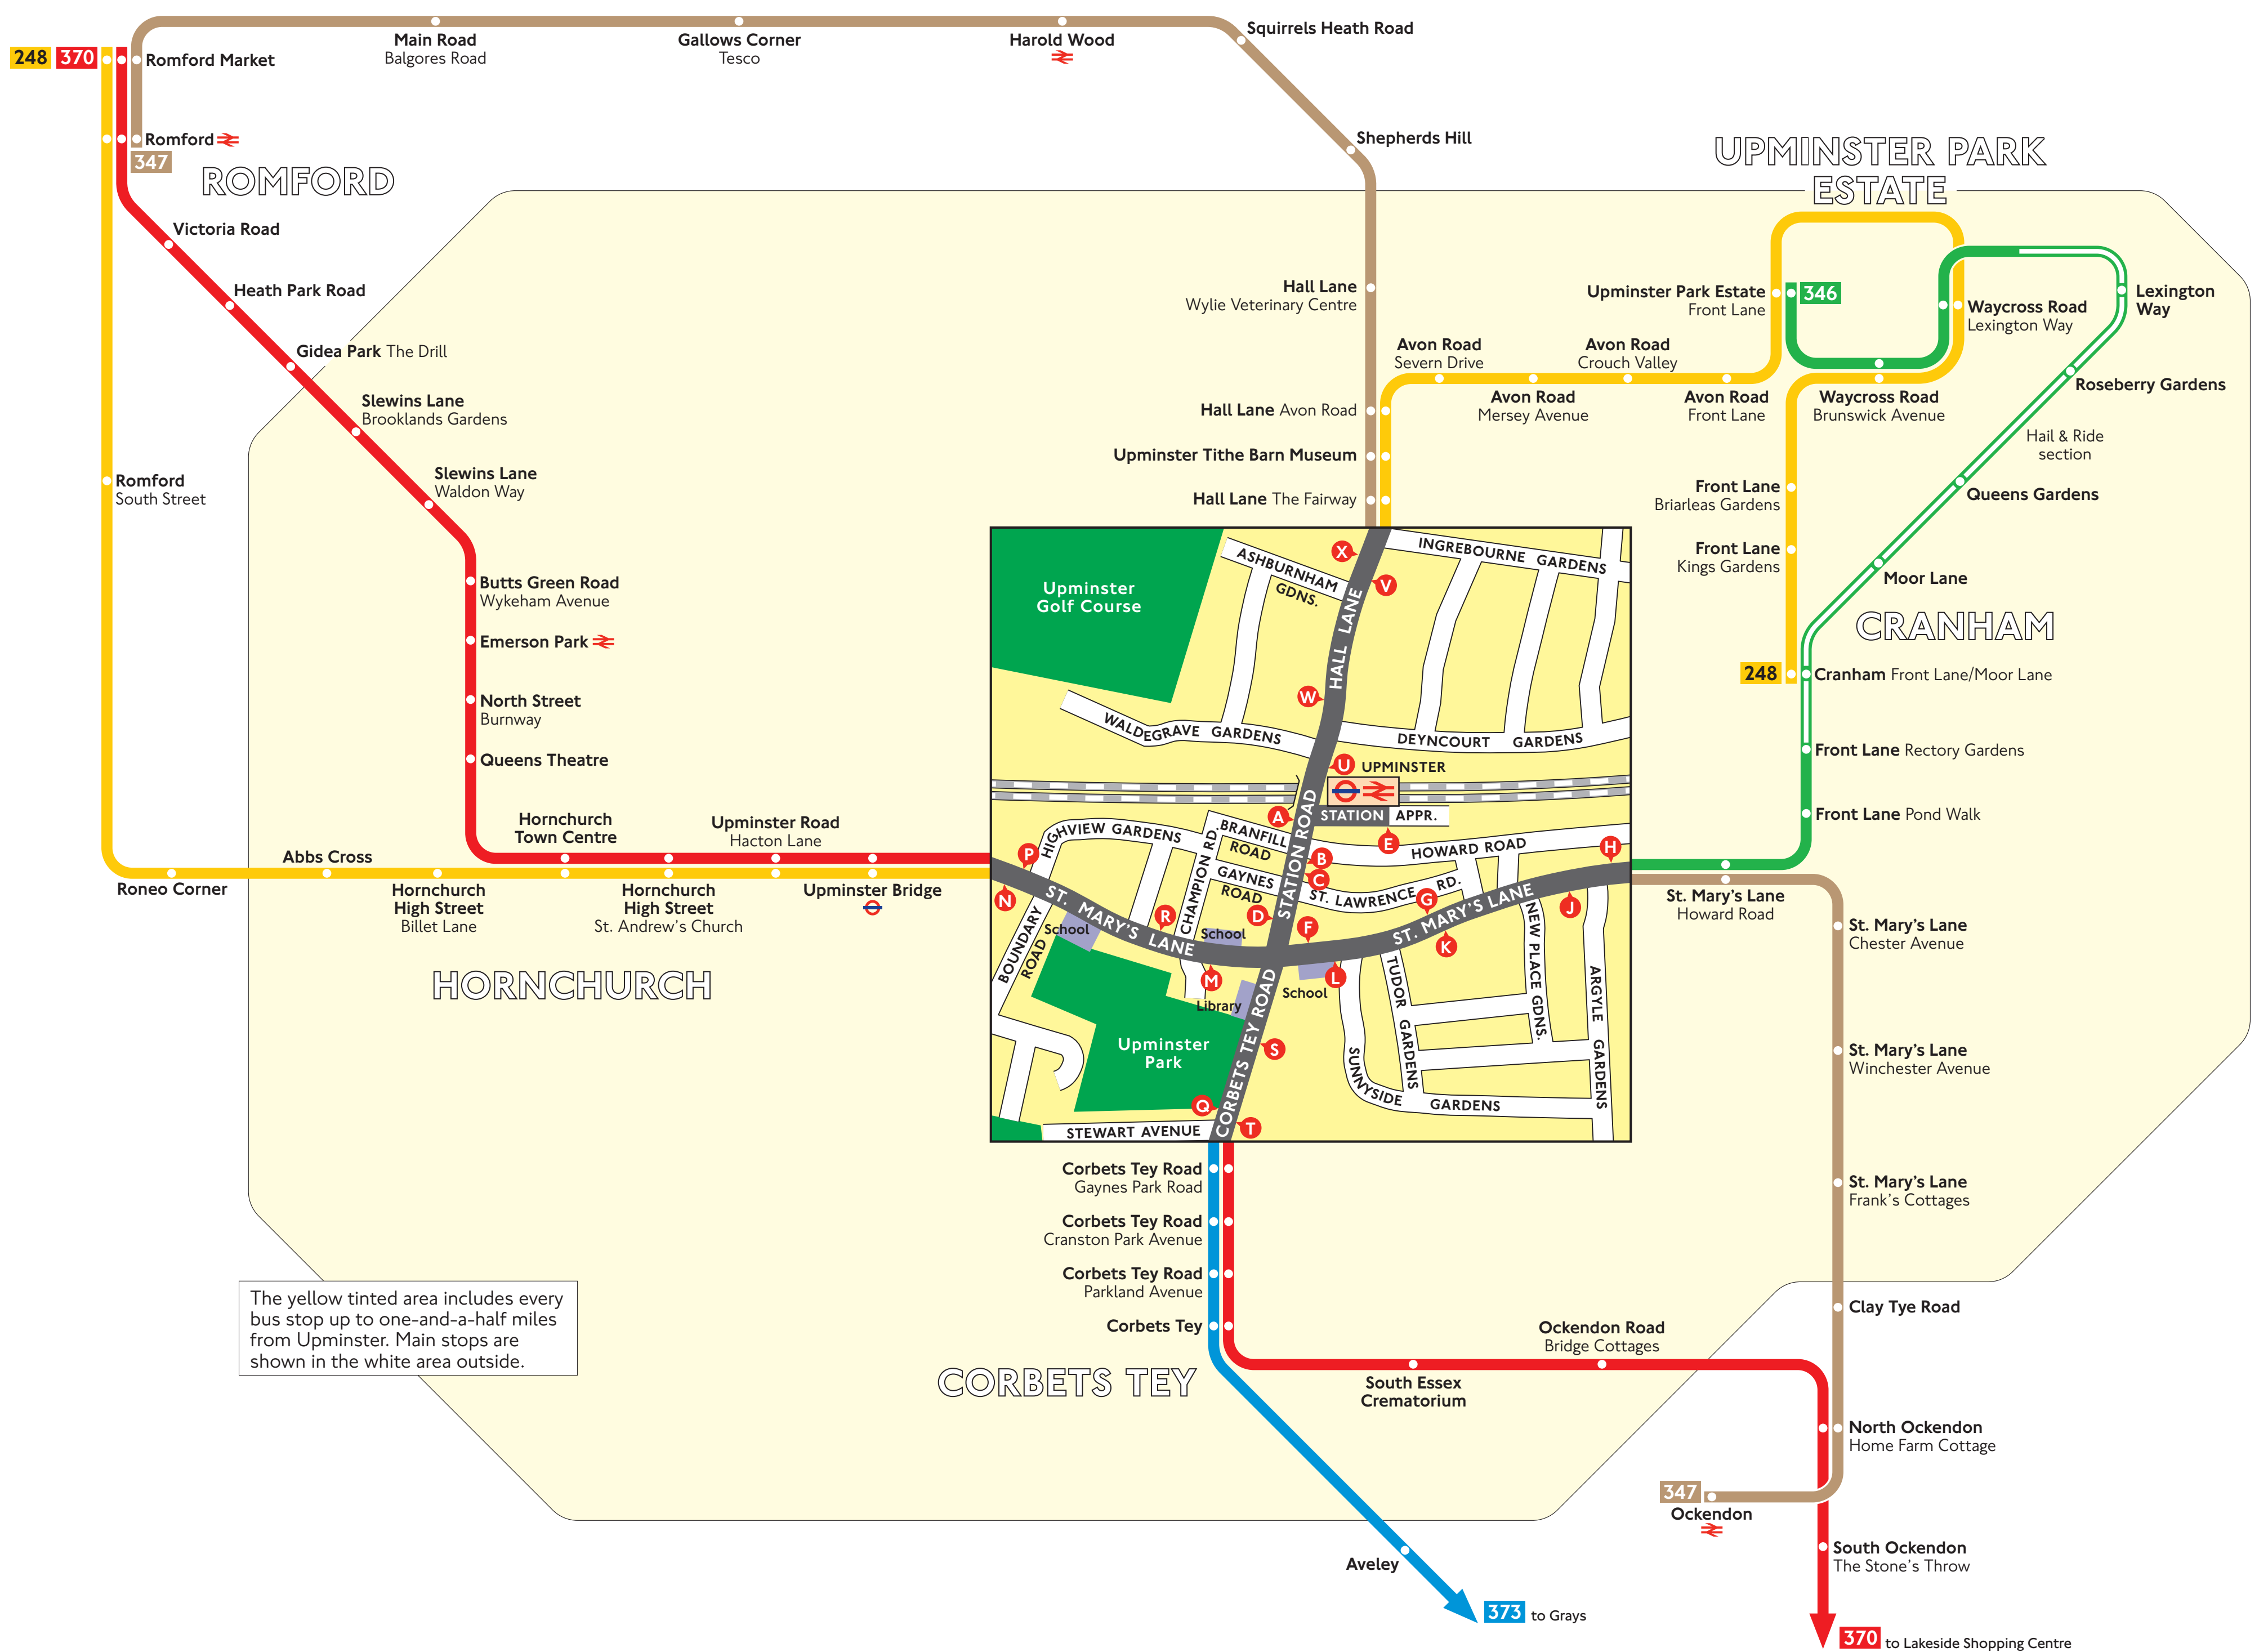 Squirrels Heath Road
Main Road
Balgores Road
Gallows Corner
Tesco
Harold Wood
248
370
Romford Market
Romford
347
ROMFORD
Shepherds Hill
UPMINSTER PARK
ESTATE
Victoria Road
Heath Park Road
Gidea Park The Drill
Slewins Lane
Brooklands Gardens
Slewins Lane
Waldon Way
Romford
South Street
Butts Green Road
Wykeham Avenue
Emerson Park
North Street
Burnway
Queens Theatre
Hornchurch
Town Centre
Upminster Road
Hacton Lane
Abbs Cross
Roneo Corner
Hornchurch
High Street
Billet Lane
Hornchurch
High Street
St. Andrew's Church
Upminster Bridge
HORNCHURCH
Hall Lane
Wylie Veterinary Centre
Hall Lane Avon Road
Upminster Tithe Barn Museum
Hall Lane The Fairway
Avon Road
Severn Drive
Avon Road
Mersey Avenue
Avon Road
Crouch Valley
Avon Road
Front Lane
Upminster Park Estate
Front Lane
346
Waycross Road
Lexington Way
Waycross Road
Brunswick Avenue
Lexington
Way
Roseberry Gardens
Hail & Ride
section
Queens Gardens
Moor Lane
Front Lane
Briarleas Gardens
Front Lane
Kings Gardens
CRANHAM
248
Cranham Front Lane/Moor Lane
Front Lane Rectory Gardens
Front Lane Pond Walk
Upminster
Golf Course
ASHBURNHAM
GDNS.
INGREBOURNE GARDENS
X
V
HALL LANE
W
WALDEGRAVE GARDENS
DEYNCOURT GARDENS
U
UPMINSTER
STATION APPR.
A
STATION ROAD
HIGHVIEW GARDENS
CHAMPION RD.
BRANFILL
ROAD
E
HOWARD ROAD
H
P
B
GAYNES
ROAD
C
ST. LAWRENCE RD.
N
ST. MARY'S LANE
R
D
F
G
ST. MARY'S LANE
J
K
BOUNDARY
ROAD
School
School
M
L
School
Library
TUDOR GARDENS
NEW PLACE GDNS.
ARGYLE GARDENS
Upminster
Park
CORBETS TEY ROAD
S
SUNNYSIDE GARDENS
Q
T
STEWART AVENUE
St. Mary's Lane
Howard Road
St. Mary's Lane
Chester Avenue
St. Mary's Lane
Winchester Avenue
St. Mary's Lane
Frank's Cottages
Clay Tye Road
North Ockendon
Home Farm Cottage
347
Ockendon
South Ockendon
The Stone's Throw
370 to Lakeside Shopping Centre
Corbets Tey Road
Gaynes Park Road
Corbets Tey Road
Cranston Park Avenue
Corbets Tey Road
Parkland Avenue
Corbets Tey
CORBETS TEY
South Essex
Crematorium
Ockendon Road
Bridge Cottages
Aveley
373 to Grays
The yellow tinted area includes every
bus stop up to one-and-a-half miles
from Upminster. Main stops are
shown in the white area outside.